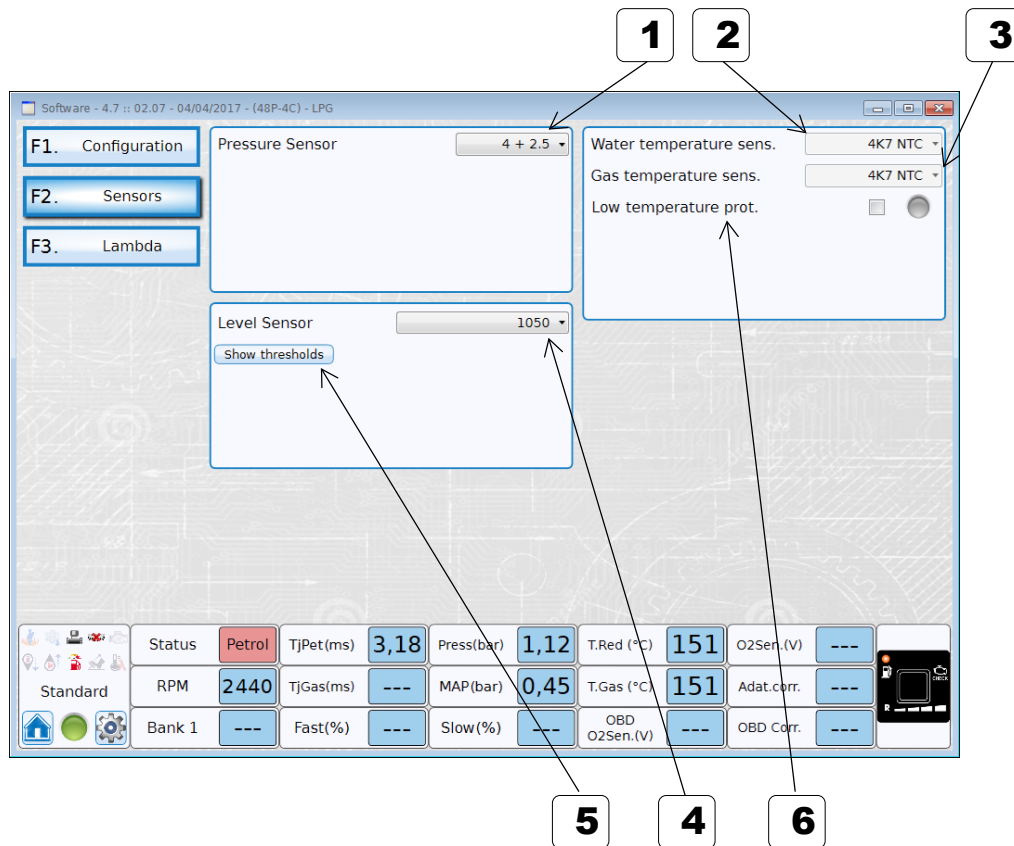 1 2 3
Software - 4.7 :: 02.07 - 04/04/2017 - (48P-4C) - LPG
F1. Configuration
F2. Sensors
F3. Lambda
Pressure Sensor 4 + 2.5
Water temperature sens. 4K7 NTC
Gas temperature sens. 4K7 NTC
Low temperature prot.
Level Sensor 1050
Show thresholds
Status Petrol TjPet(ms) 3,18 Press(bar) 1,12 T.Red (°C) 151 O2Sen.(V) ---
Standard
RPM 2440 TjGas(ms) --- MAP(bar) 0,45 T.Gas (°C) 151 Adat.corr. ---
Bank 1 --- Fast(%) --- Slow(%) --- OBD O2Sen.(V) --- OBD Corr. ---
CHECK
R
5 4 6